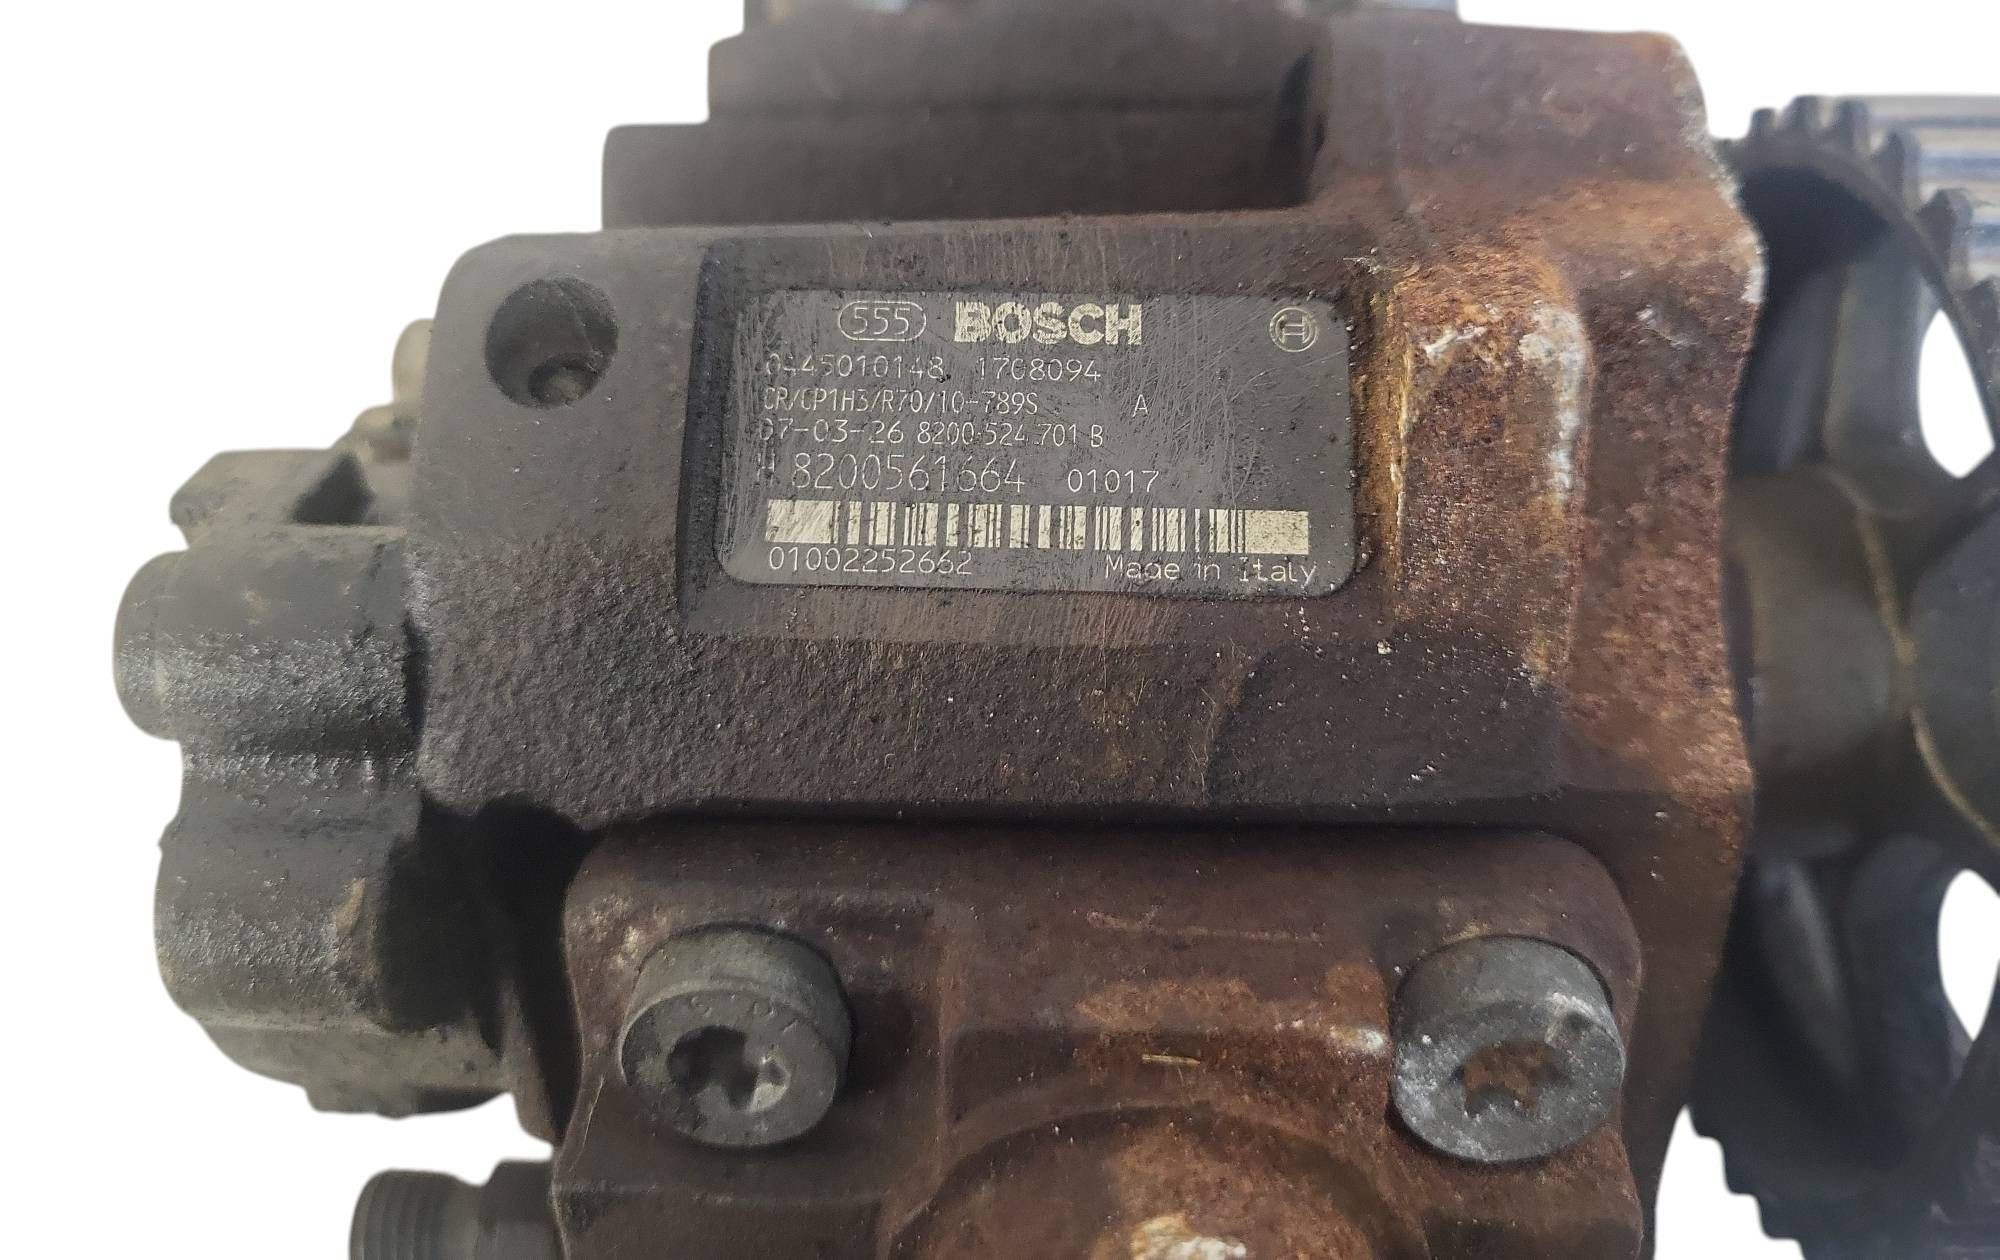 555 BOSCH
0445010148 1708094
CR/CP1H3/R70/10-789S A
07-03-26 8200 524 701 B
H 8200561664 01017
01002252662 Made in Italy